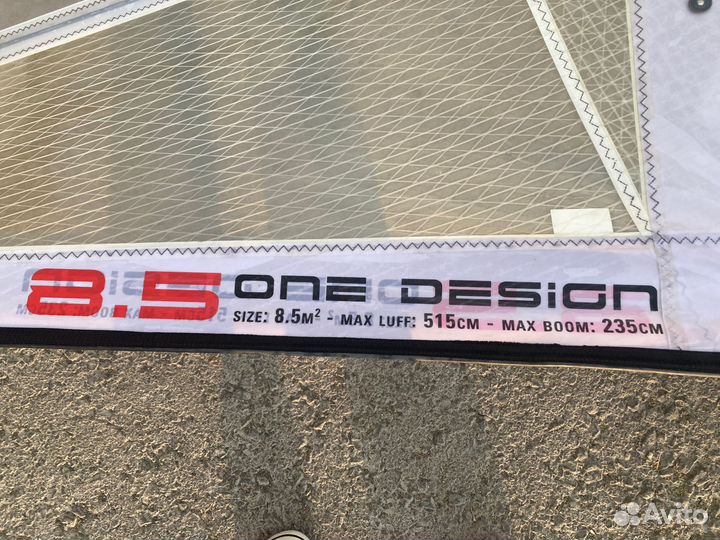 8.5 ONE DESIGN
SIZE: 8.5M² - MAX LUFF: 515CM - MAX BOOM: 235CM
Avito